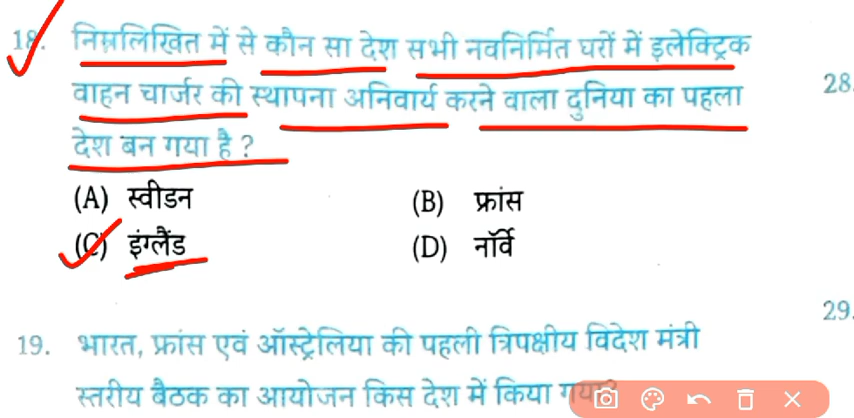 18. निम्नलिखित में से कौन सा देश सभी नवनिर्मित घरों में इलेक्ट्रिक
वाहन चार्जर की स्थापना अनिवार्य करने वाला दुनिया का पहला
देश बन गया है ?
(A) स्वीडन (B) फ्रांस
(C) इंग्लैंड (D) नॉर्वे
19. भारत, फ्रांस एवं ऑस्ट्रेलिया की पहली त्रिपक्षीय विदेश मंत्री
स्तरीय बैठक का आयोजन किस देश में किया गया?
28.
29.